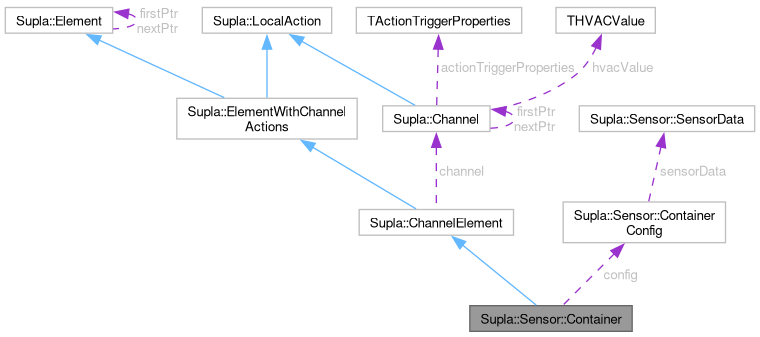 Supla::Element
firstPtr
nextPtr
Supla::LocalAction
TActionTriggerProperties
THVACValue
actionTriggerProperties
hvacValue
Supla::ElementWithChannel
Actions
Supla::Channel
firstPtr
nextPtr
Supla::Sensor::SensorData
channel
sensorData
Supla::ChannelElement
Supla::Sensor::Container
Config
config
Supla::Sensor::Container